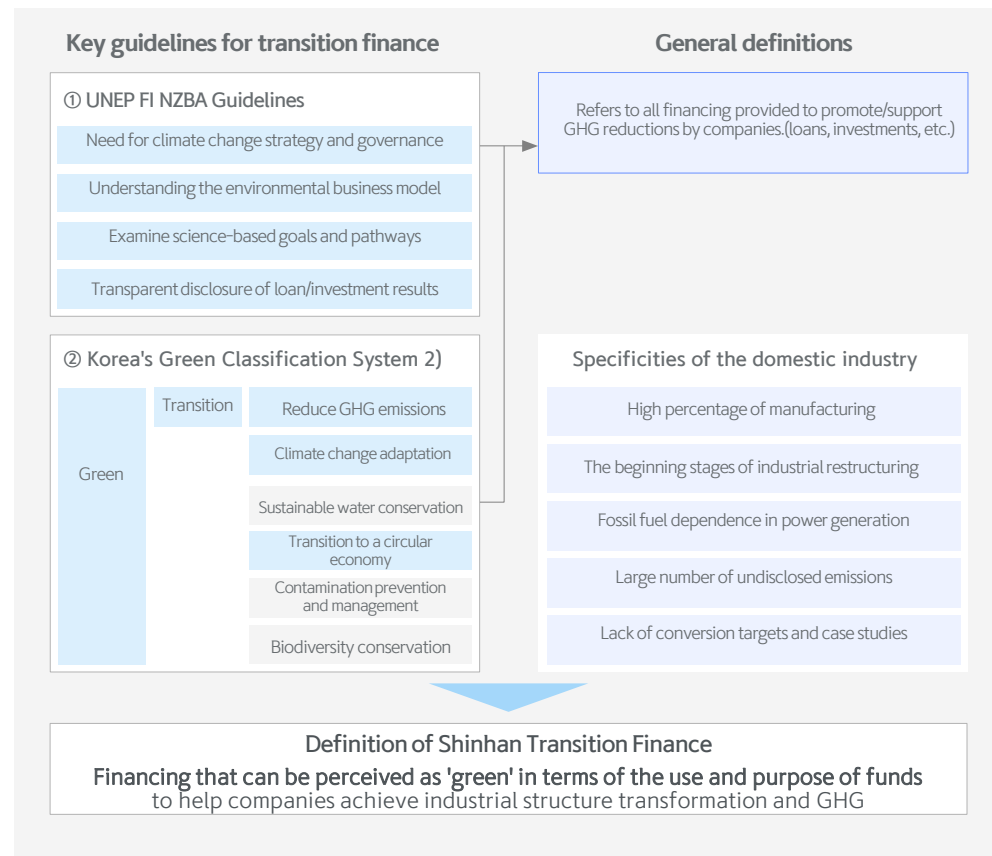 Key guidelines for transition finance
General definitions
① UNEP FI NZBA Guidelines
Need for climate change strategy and governance
Understanding the environmental business model
Examine science-based goals and pathways
Transparent disclosure of loan/investment results
Refers to all financing provided to promote/support
GHG reductions by companies.(loans, investments, etc.)
② Korea's Green Classification System 2)
Green
Transition
Reduce GHG emissions
Climate change adaptation
Sustainable water conservation
Transition to a circular
economy
Contamination prevention
and management
Biodiversity conservation
Specificities of the domestic industry
High percentage of manufacturing
The beginning stages of industrial restructuring
Fossil fuel dependence in power generation
Large number of undisclosed emissions
Lack of conversion targets and case studies
Definition of Shinhan Transition Finance
Financing that can be perceived as 'green' in terms of the use and purpose of funds
to help companies achieve industrial structure transformation and GHG